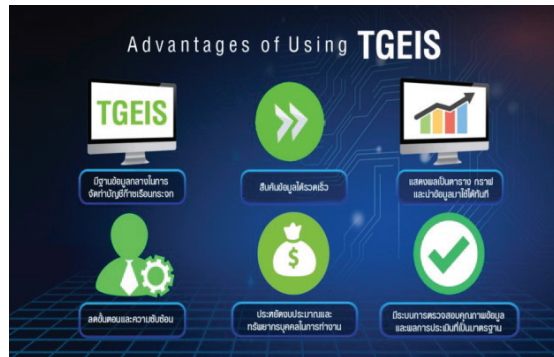 Advantages of Using TGEIS
TGEIS
มีฐานข้อมูลกลางในการ
จัดทำบัญชีก๊าซเรือนกระจก
สืบค้นข้อมูลได้รวดเร็ว
แสดงผลเป็นตาราง กราฟ
และนำข้อมูลมาใช้ได้ทันที
$
ลดขั้นตอนและความซับซ้อน
ประหยัดงบประมาณและ
ทรัพยากรบุคคลในการทำงาน
มีระบบการตรวจสอบคุณภาพข้อมูล
และผลการประเมินที่เป็นมาตรฐาน